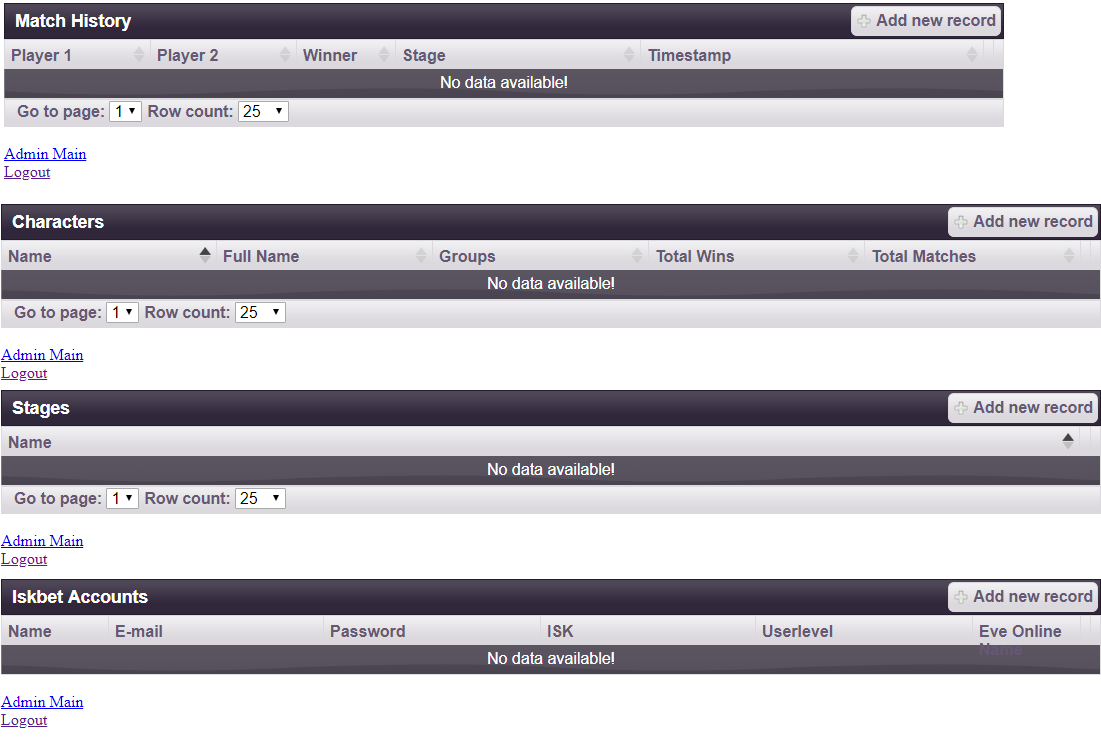 Match History Add new record
Player 1 Player 2 Winner Stage Timestamp
No data available!
Go to page: 1 Row count: 25
Admin Main
Logout
Characters Add new record
Name Full Name Groups Total Wins Total Matches
No data available!
Go to page: 1 Row count: 25
Admin Main
Logout
Stages Add new record
Name
No data available!
Go to page: 1 Row count: 25
Admin Main
Logout
Iskbet Accounts Add new record
Name E-mail Password ISK Userlevel Eve Online
Name
No data available!
Admin Main
Logout